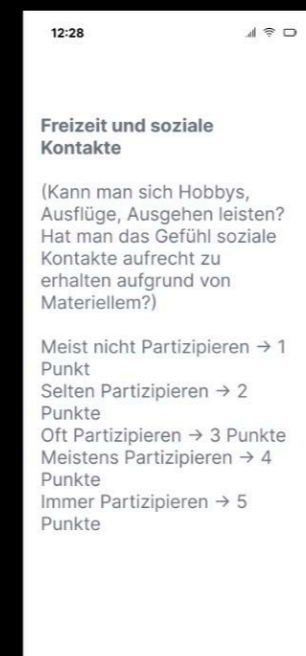 12:28
Freizeit und soziale
Kontakte
(Kann man sich Hobbys,
Ausflüge, Ausgehen leisten?
Hat man das Gefühl soziale
Kontakte aufrecht zu
erhalten aufgrund von
Materiellem?)
Meist nicht Partizipieren → 1
Punkt
Selten Partizipieren → 2
Punkte
Oft Partizipieren → 3 Punkte
Meistens Partizipieren → 4
Punkte
Immer Partizipieren → 5
Punkte